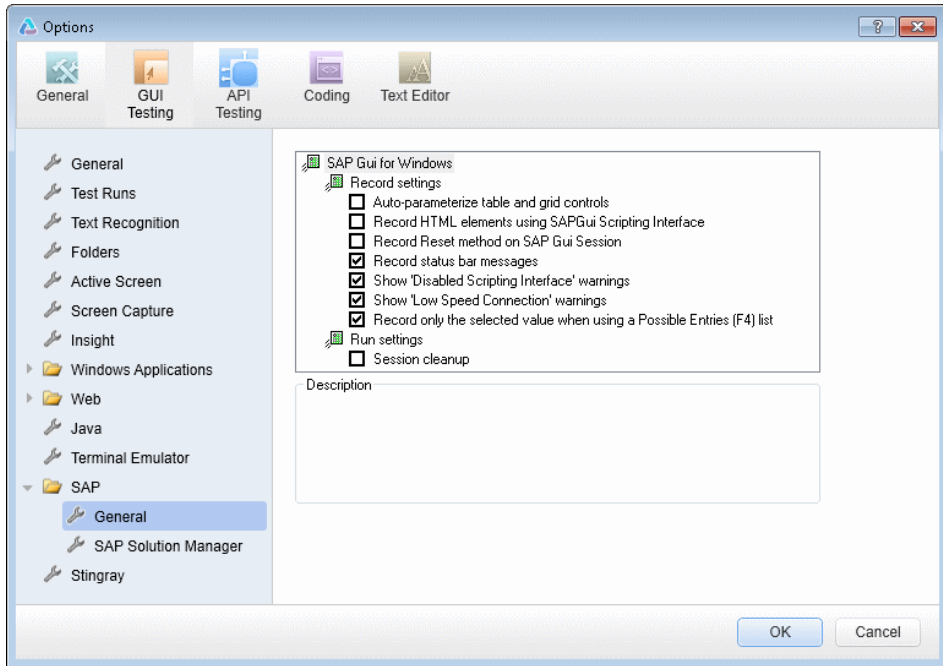 Options
General
GUI
Testing
API
Testing
Coding
Text Editor
General
Test Runs
Text Recognition
Folders
Active Screen
Screen Capture
Insight
Windows Applications
Web
Java
Terminal Emulator
SAP
General
SAP Solution Manager
Stingray
SAP Gui for Windows
Record settings
Auto-parameterize table and grid controls
Record HTML elements using SAPGui Scripting Interface
Record Reset method on SAP Gui Session
Record status bar messages
Show 'Disabled Scripting Interface' warnings
Show 'Low Speed Connection' warnings
Record only the selected value when using a Possible Entries (F4) list
Run settings
Session cleanup
Description
OK
Cancel